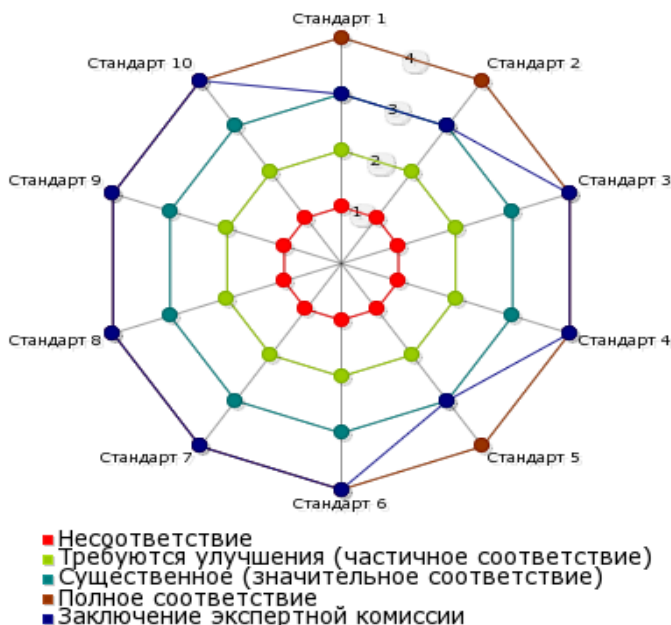 Стандарт 1
Стандарт 10
4
Стандарт 2
3
2
Стандарт 9
1
Стандарт 3
Стандарт 8
Стандарт 4
Стандарт 7
Стандарт 5
Стандарт 6
Несоответствие
Требуются улучшения (частичное соответствие)
Существенное (значительное соответствие)
Полное соответствие
Заключение экспертной комиссии